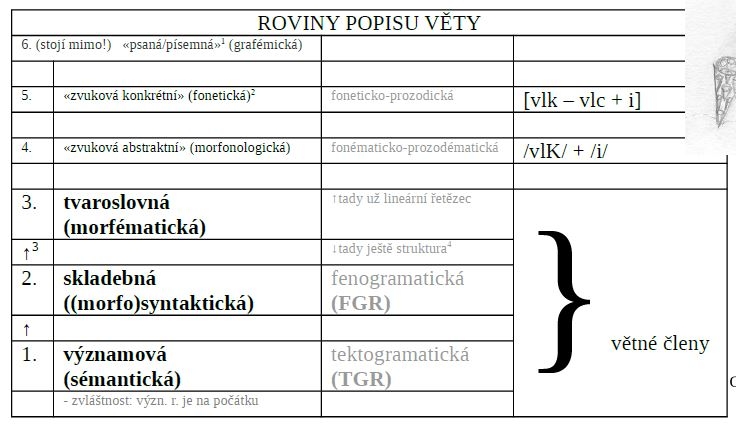 ROVINY POPISU VĚTY
6. (stojí mimo!) «psaná/písemná»¹ (grafémická)
5. «zvuková konkrétní» (fonetická)² foneticko-prozodická [vlk – vlc + i]
4. «zvuková abstraktní» (morfonologická) fonématicko-prozodématická /vlK/ + /i/
3. tvaroslovná ↑tady už lineární řetězec
(morfématická)
↑³ ↓tady ještě struktura⁴
2. skladebná fenogramatická
((morfo)syntaktická) (FGR)
}
↑
větné členy
1. významová tektogramatická
(sémantická) (TGR)
- zvláštnost: význ. r. je na počátku